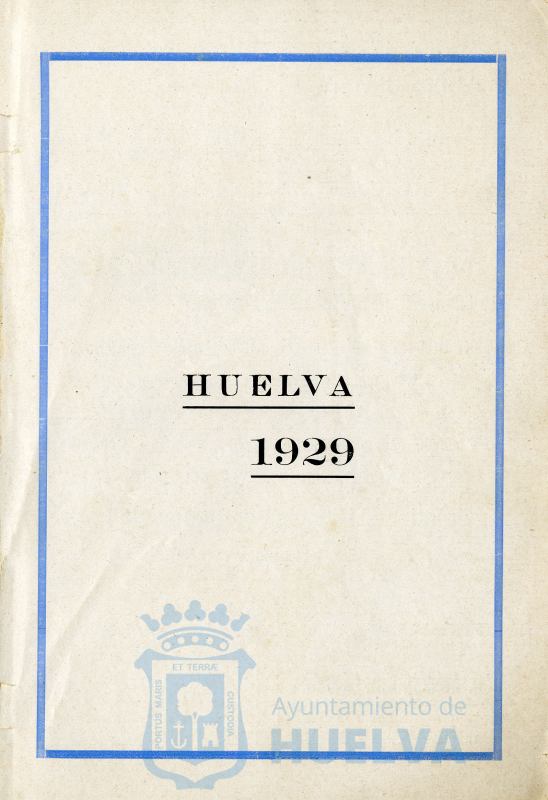 HUELVA
1929
ET TERRÆ
PORTUS MARIS
CUSTODIA
Ayuntamiento de
HUELVA